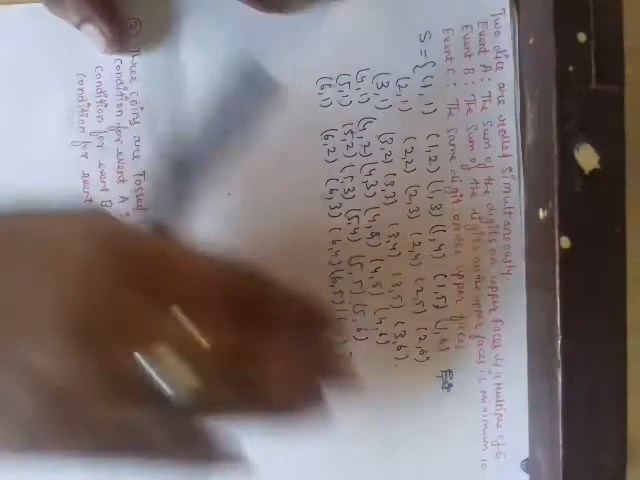 Two dice are rolled simultaneously.
Event A: The sum of the digits on upper faces is a multiple of 6
Event B: The sum of the digits on the upper faces is minimum 10
Event C: The same digit on the upper faces
S = { (1,1) (1,2) (1,3) (1,4) (1,5) (1,6)
(2,1) (2,2) (2,3) (2,4) (2,5) (2,6)
(3,1) (3,2) (3,3) (3,4) (3,5) (3,6).
(4,1) (4,2) (4,3) (4,4) (4,5) (4,6)
(5,1) (5,2) (5,3) (5,4) (5,5) (5,6)
(6,1) (6,2) (6,3) (6,4) (6,5)
Three coins are Tossed
condition for event A :
condition for event B
condition for event